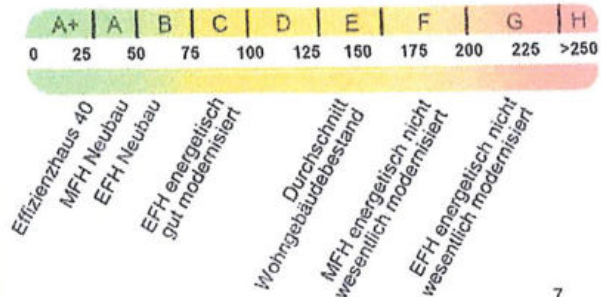 A+ A B C D E F G H
0 25 50 75 100 125 150 175 200 225 >250
Effizienzhaus 40
MFH Neubau
EFH Neubau
EFH energetisch
gut modernisiert
Durchschnitt
Wohngebäudebestand
MFH energetisch nicht
wesentlich modernisiert
EFH energetisch nicht
wesentlich modernisiert
7